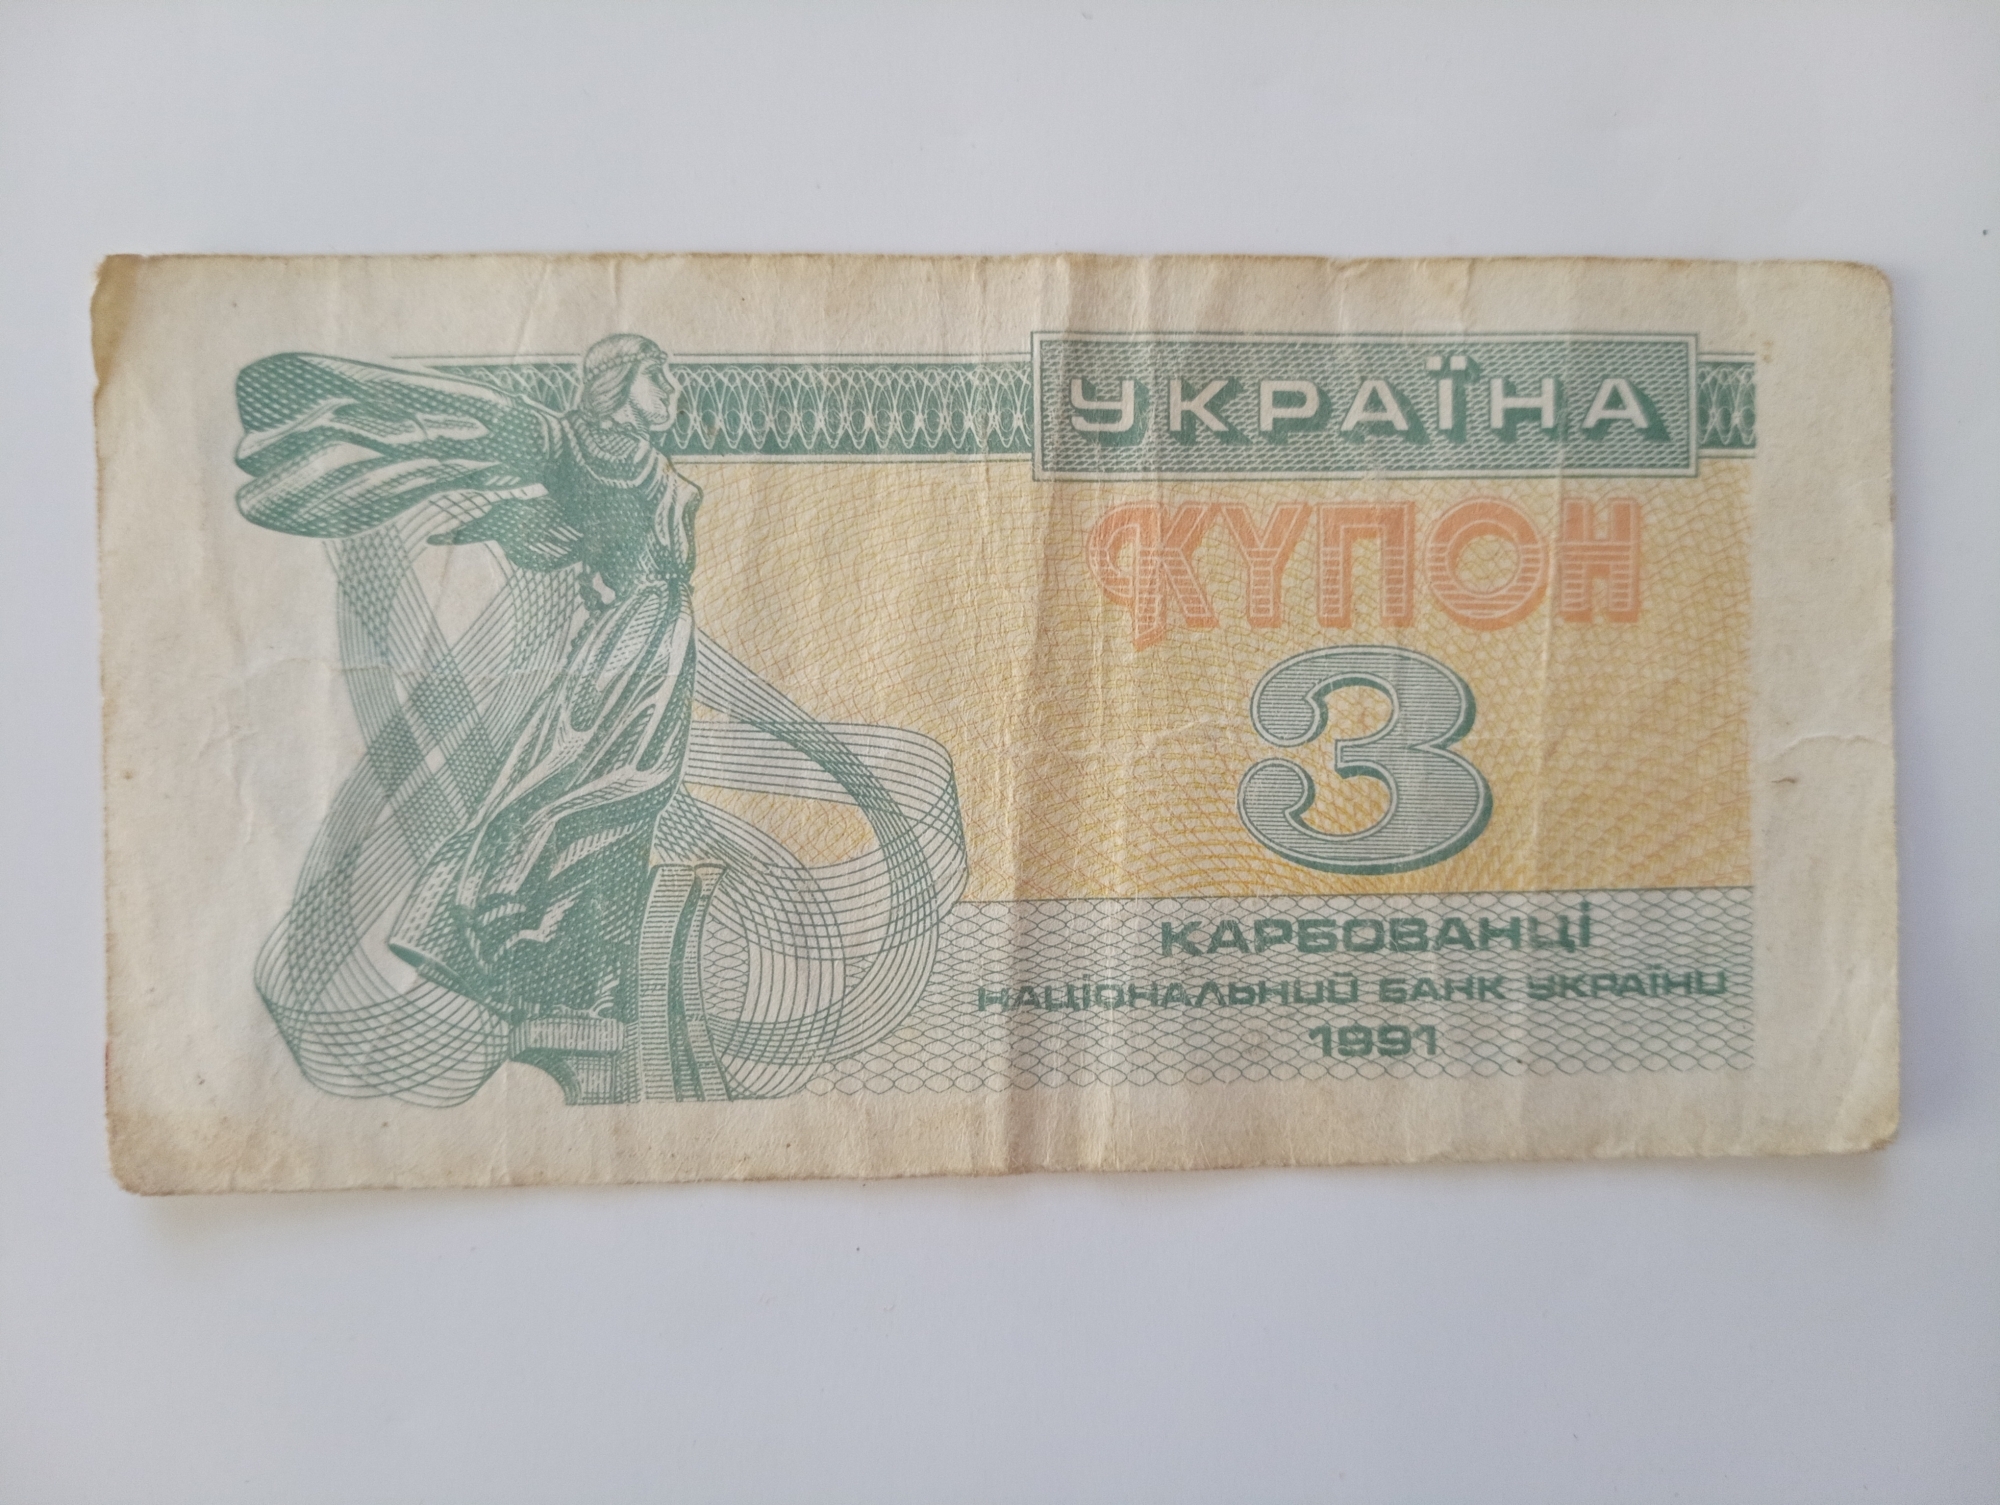 УКРАЇНА
КУПОН
3
КАРБОВАНЦі
НАЦіОНАЛЬНИЙ БАНК УКРАЇНИ
1991